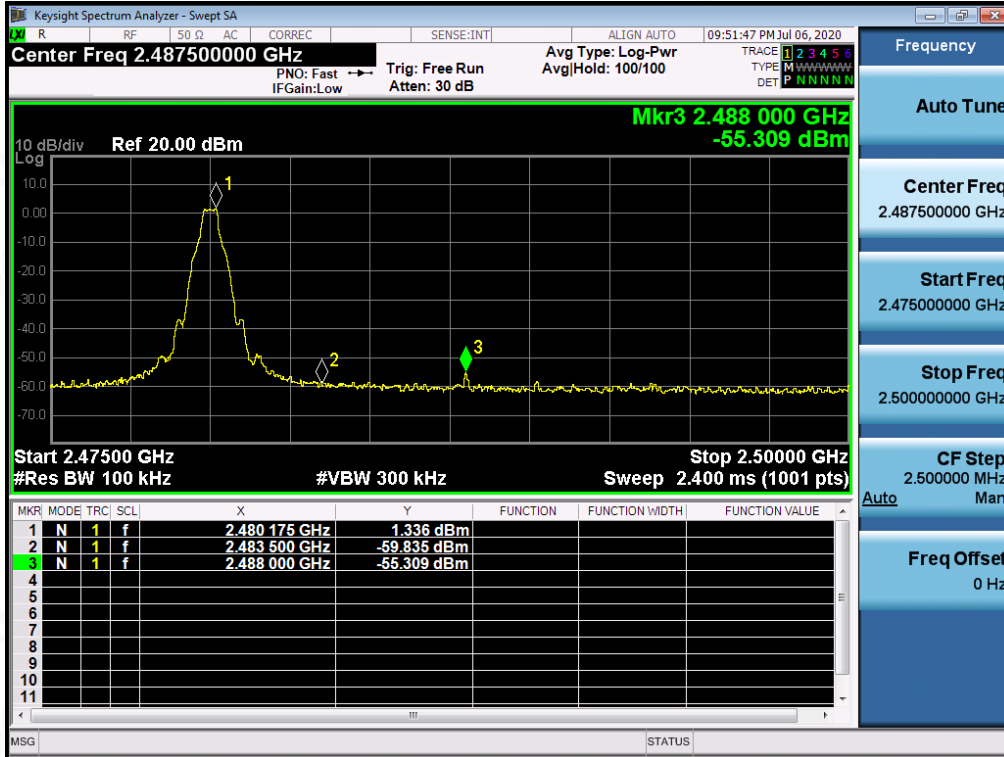 Keysight Spectrum Analyzer - Swept SA
LXI R RF 50 Ω AC CORREC SENSE:INT ALIGN AUTO 09:51:47 PM Jul 06, 2020
Center Freq 2.487500000 GHz
PNO: Fast
IFGain:Low
Trig: Free Run
Atten: 30 dB
Avg Type: Log-Pwr
Avg|Hold: 100/100
TRACE 1 2 3 4 5 6
TYPE M WWWWW
DET P N N N N N
Mkr3 2.488 000 GHz
-55.309 dBm
10 dB/div Ref 20.00 dBm
Log
10.0
0.00
-10.0
-20.0
-30.0
-40.0
-50.0
-60.0
-70.0
1
2
3
Start 2.47500 GHz Stop 2.50000 GHz
#Res BW 100 kHz #VBW 300 kHz Sweep 2.400 ms (1001 pts)
MKR MODE TRC SCL X Y FUNCTION FUNCTION WIDTH FUNCTION VALUE
1 N 1 f 2.480 175 GHz 1.336 dBm
2 N 1 f 2.483 500 GHz -59.835 dBm
3 N 1 f 2.488 000 GHz -55.309 dBm
4
5
6
7
8
9
10
11
MSG STATUS
Frequency
Auto Tune
Center Freq
2.487500000 GHz
Start Freq
2.475000000 GHz
Stop Freq
2.500000000 GHz
CF Step
2.500000 MHz
Auto Man
Freq Offset
0 Hz